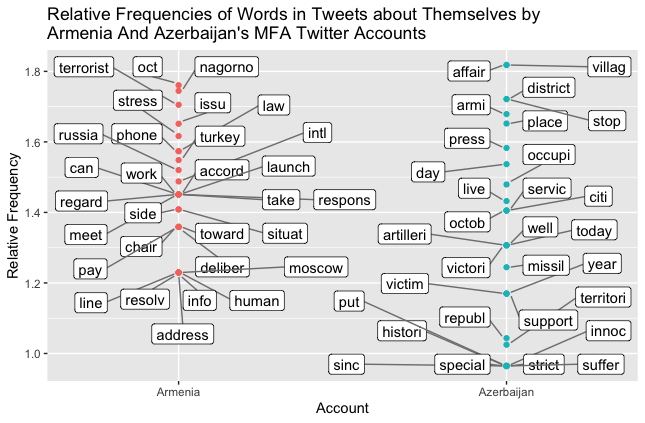 Relative Frequencies of Words in Tweets about Themselves by
Armenia And Azerbaijan's MFA Twitter Accounts
Relative Frequency
1.8
1.6
1.4
1.2
1.0
terrorist
oct
nagorno
stress
issu
law
russia
phone
turkey
intl
can
work
accord
launch
regard
take
respons
side
meet
chair
toward
situat
pay
deliber
moscow
line
resolv
info
human
address
affair
villag
district
armi
place
stop
press
occupi
day
live
servic
citi
octob
artilleri
well
today
victori
missil
year
victim
put
territori
republ
support
histori
innoc
sinc
special
strict
suffer
Armenia
Azerbaijan
Account